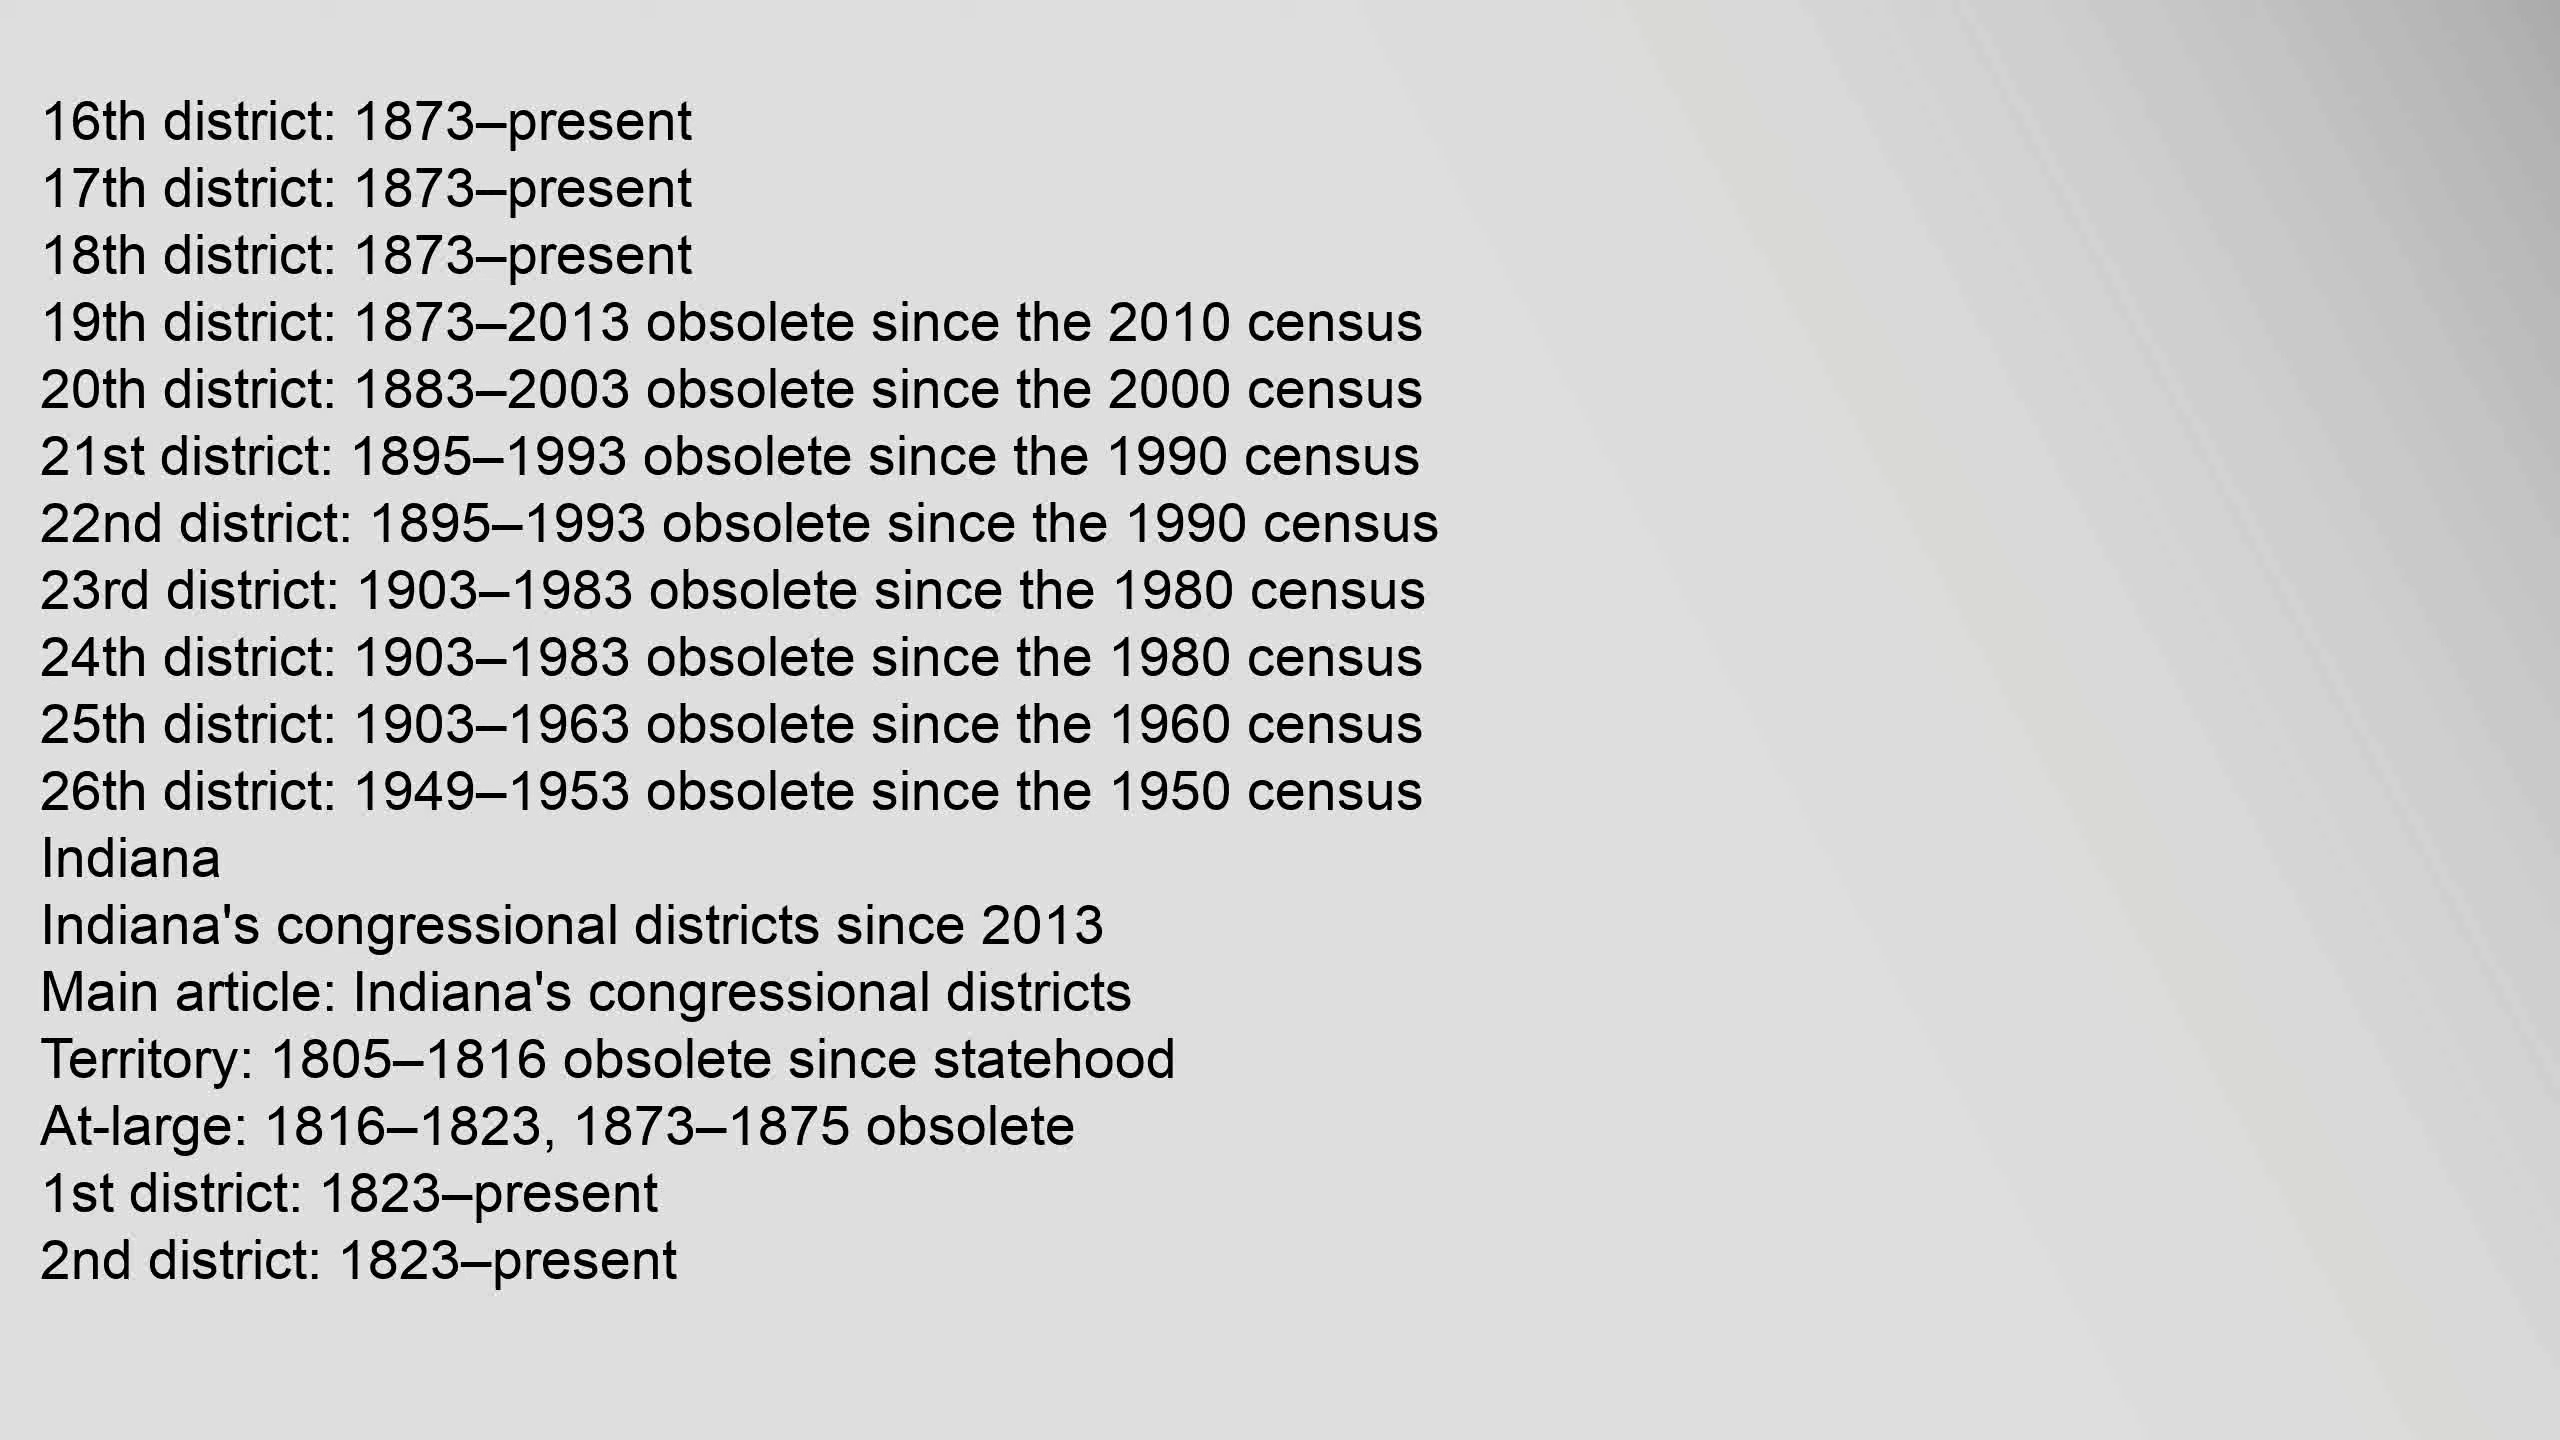 16th district: 1873–present
17th district: 1873–present
18th district: 1873–present
19th district: 1873–2013 obsolete since the 2010 census
20th district: 1883–2003 obsolete since the 2000 census
21st district: 1895–1993 obsolete since the 1990 census
22nd district: 1895–1993 obsolete since the 1990 census
23rd district: 1903–1983 obsolete since the 1980 census
24th district: 1903–1983 obsolete since the 1980 census
25th district: 1903–1963 obsolete since the 1960 census
26th district: 1949–1953 obsolete since the 1950 census
Indiana
Indiana's congressional districts since 2013
Main article: Indiana's congressional districts
Territory: 1805–1816 obsolete since statehood
At-large: 1816–1823, 1873–1875 obsolete
1st district: 1823–present
2nd district: 1823–present